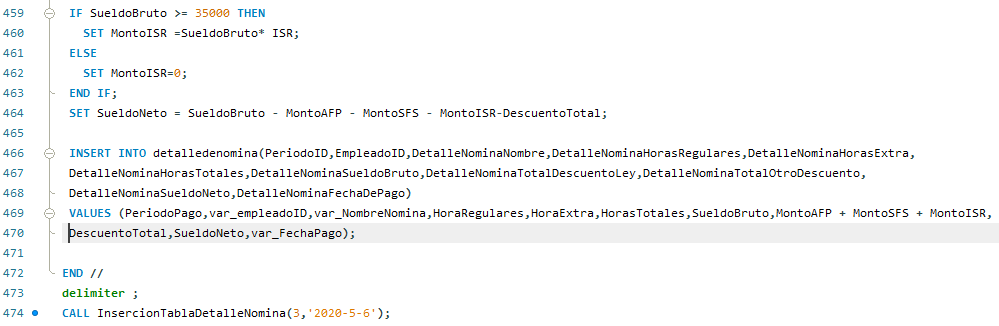 459 IF SueldoBruto >= 35000 THEN
460 SET MontoISR =SueldoBruto* ISR;
461 ELSE
462 SET MontoISR=0;
463 END IF;
464 SET SueldoNeto = SueldoBruto - MontoAFP - MontoSFS - MontoISR-DescuentoTotal;
465
466 INSERT INTO detalledenomina(PeriodoID,EmpleadoID,DetalleNominaNombre,DetalleNominaHorasRegulares,DetalleNominaHorasExtra,
467 DetalleNominaHorasTotales,DetalleNominaSueldoBruto,DetalleNominaTotalDescuentoLey,DetalleNominaTotalOtroDescuento,
468 DetalleNominaSueldoNeto,DetalleNominaFechaDePago)
469 VALUES (PeriodoPago,var_empleadoID,var_NombreNomina,HoraRegulares,HoraExtra,HorasTotales,SueldoBruto,MontoAFP + MontoSFS + MontoISR,
470 DescuentoTotal,SueldoNeto,var_FechaPago);
471
472 END //
473 delimiter ;
474 CALL InsercionTablaDetalleNomina(3,'2020-5-6');